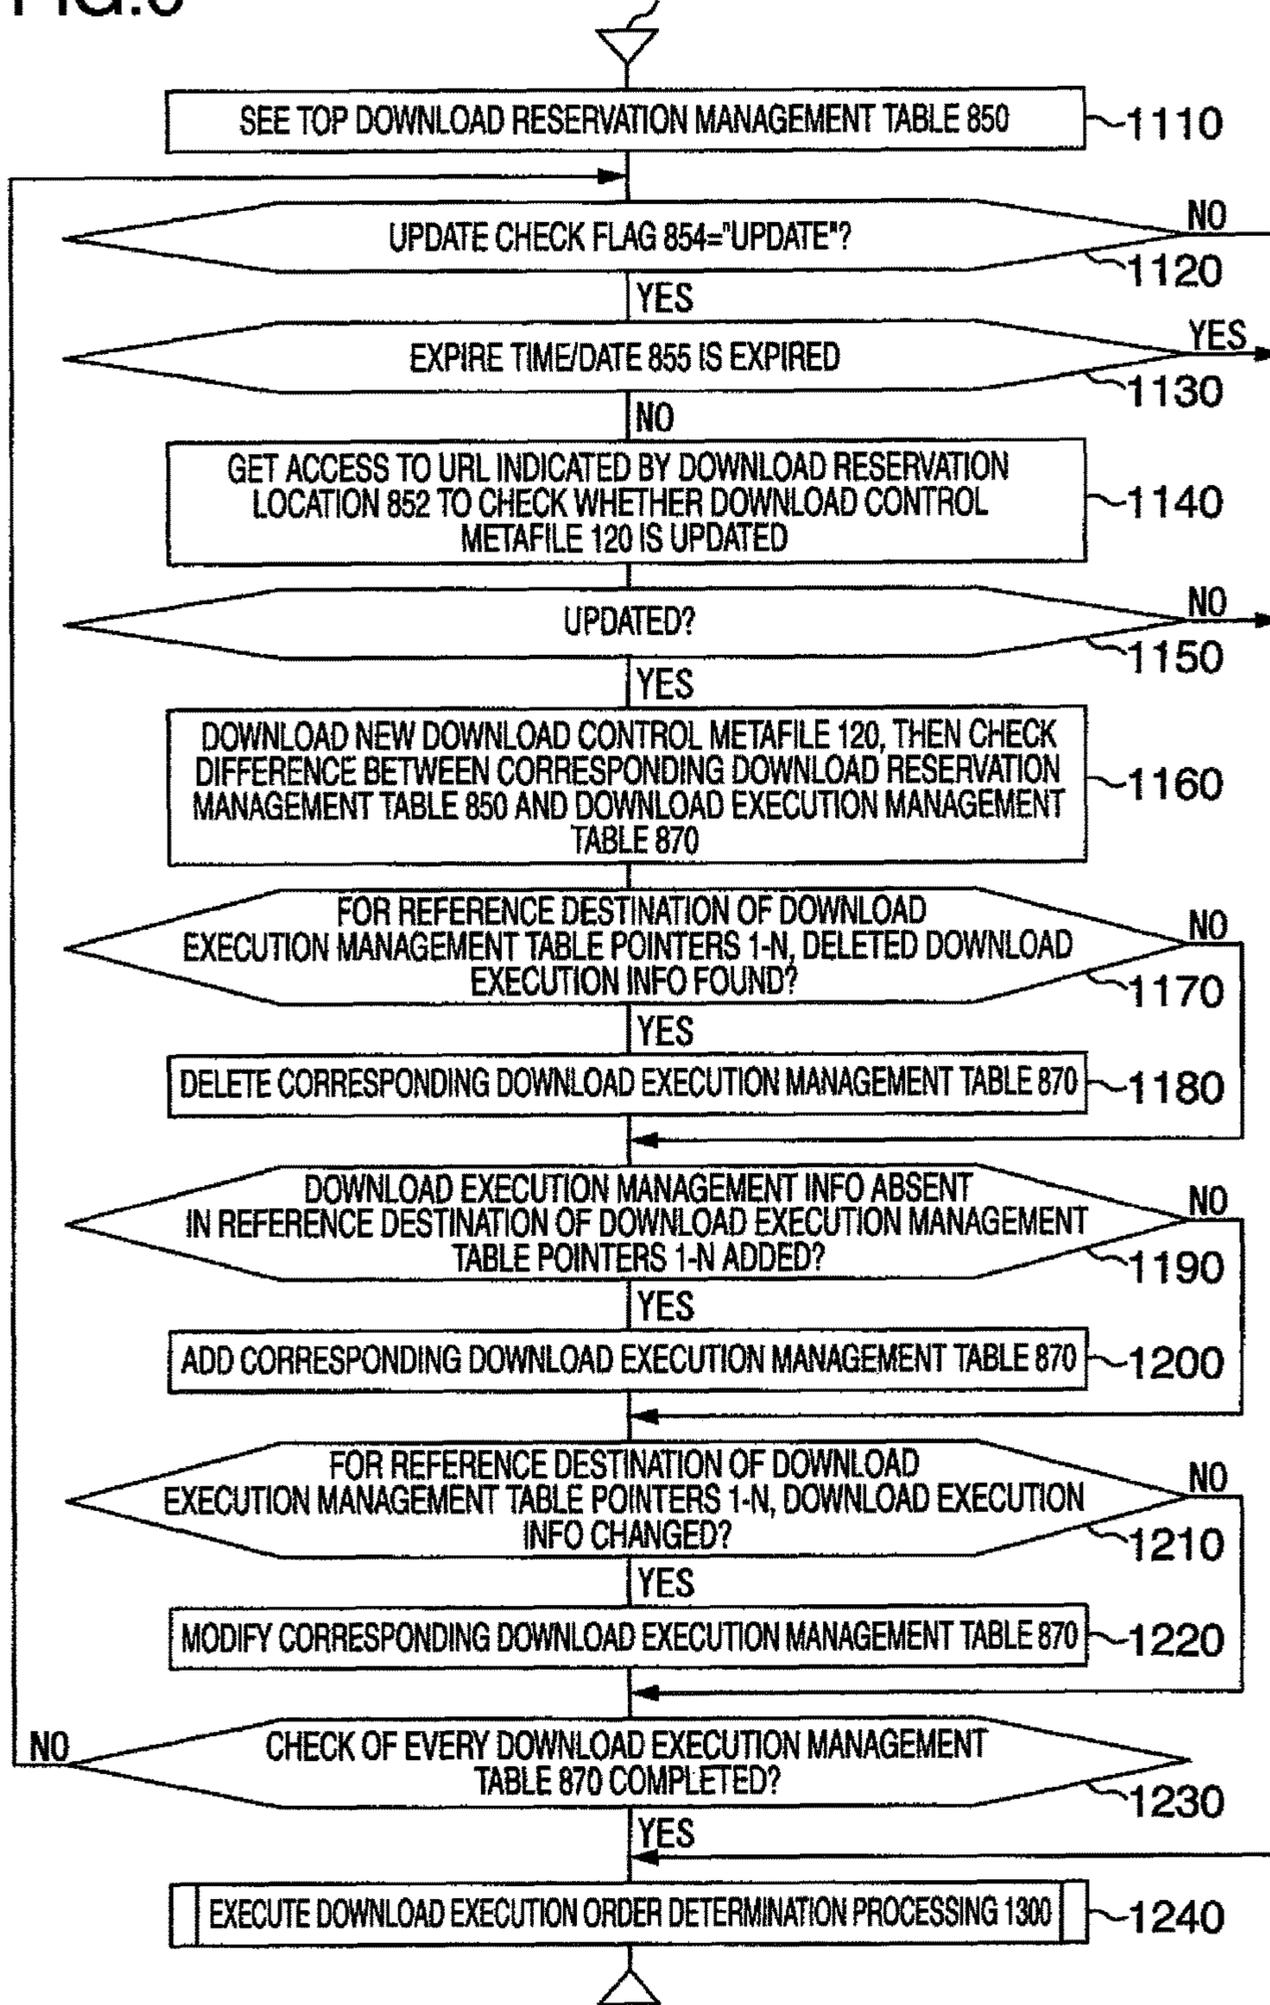 SEE TOP DOWNLOAD RESERVATION MANAGEMENT TABLE 850
1110
UPDATE CHECK FLAG 854="UPDATE"?
NO
1120
YES
EXPIRE TIME/DATE 855 IS EXPIRED
YES
1130
NO
GET ACCESS TO URL INDICATED BY DOWNLOAD RESERVATION
LOCATION 852 TO CHECK WHETHER DOWNLOAD CONTROL
METAFILE 120 IS UPDATED
1140
UPDATED?
NO
1150
YES
DOWNLOAD NEW DOWNLOAD CONTROL METAFILE 120, THEN CHECK
DIFFERENCE BETWEEN CORRESPONDING DOWNLOAD RESERVATION
MANAGEMENT TABLE 850 AND DOWNLOAD EXECUTION MANAGEMENT
TABLE 870
1160
FOR REFERENCE DESTINATION OF DOWNLOAD
EXECUTION MANAGEMENT TABLE POINTERS 1-N, DELETED DOWNLOAD
EXECUTION INFO FOUND?
NO
1170
YES
DELETE CORRESPONDING DOWNLOAD EXECUTION MANAGEMENT TABLE 870
1180
DOWNLOAD EXECUTION MANAGEMENT INFO ABSENT
IN REFERENCE DESTINATION OF DOWNLOAD EXECUTION MANAGEMENT
TABLE POINTERS 1-N ADDED?
NO
1190
YES
ADD CORRESPONDING DOWNLOAD EXECUTION MANAGEMENT TABLE 870
1200
FOR REFERENCE DESTINATION OF DOWNLOAD
EXECUTION MANAGEMENT TABLE POINTERS 1-N, DOWNLOAD EXECUTION
INFO CHANGED?
NO
1210
YES
MODIFY CORRESPONDING DOWNLOAD EXECUTION MANAGEMENT TABLE 870
1220
NO
CHECK OF EVERY DOWNLOAD EXECUTION MANAGEMENT
TABLE 870 COMPLETED?
1230
YES
EXECUTE DOWNLOAD EXECUTION ORDER DETERMINATION PROCESSING 1300
1240